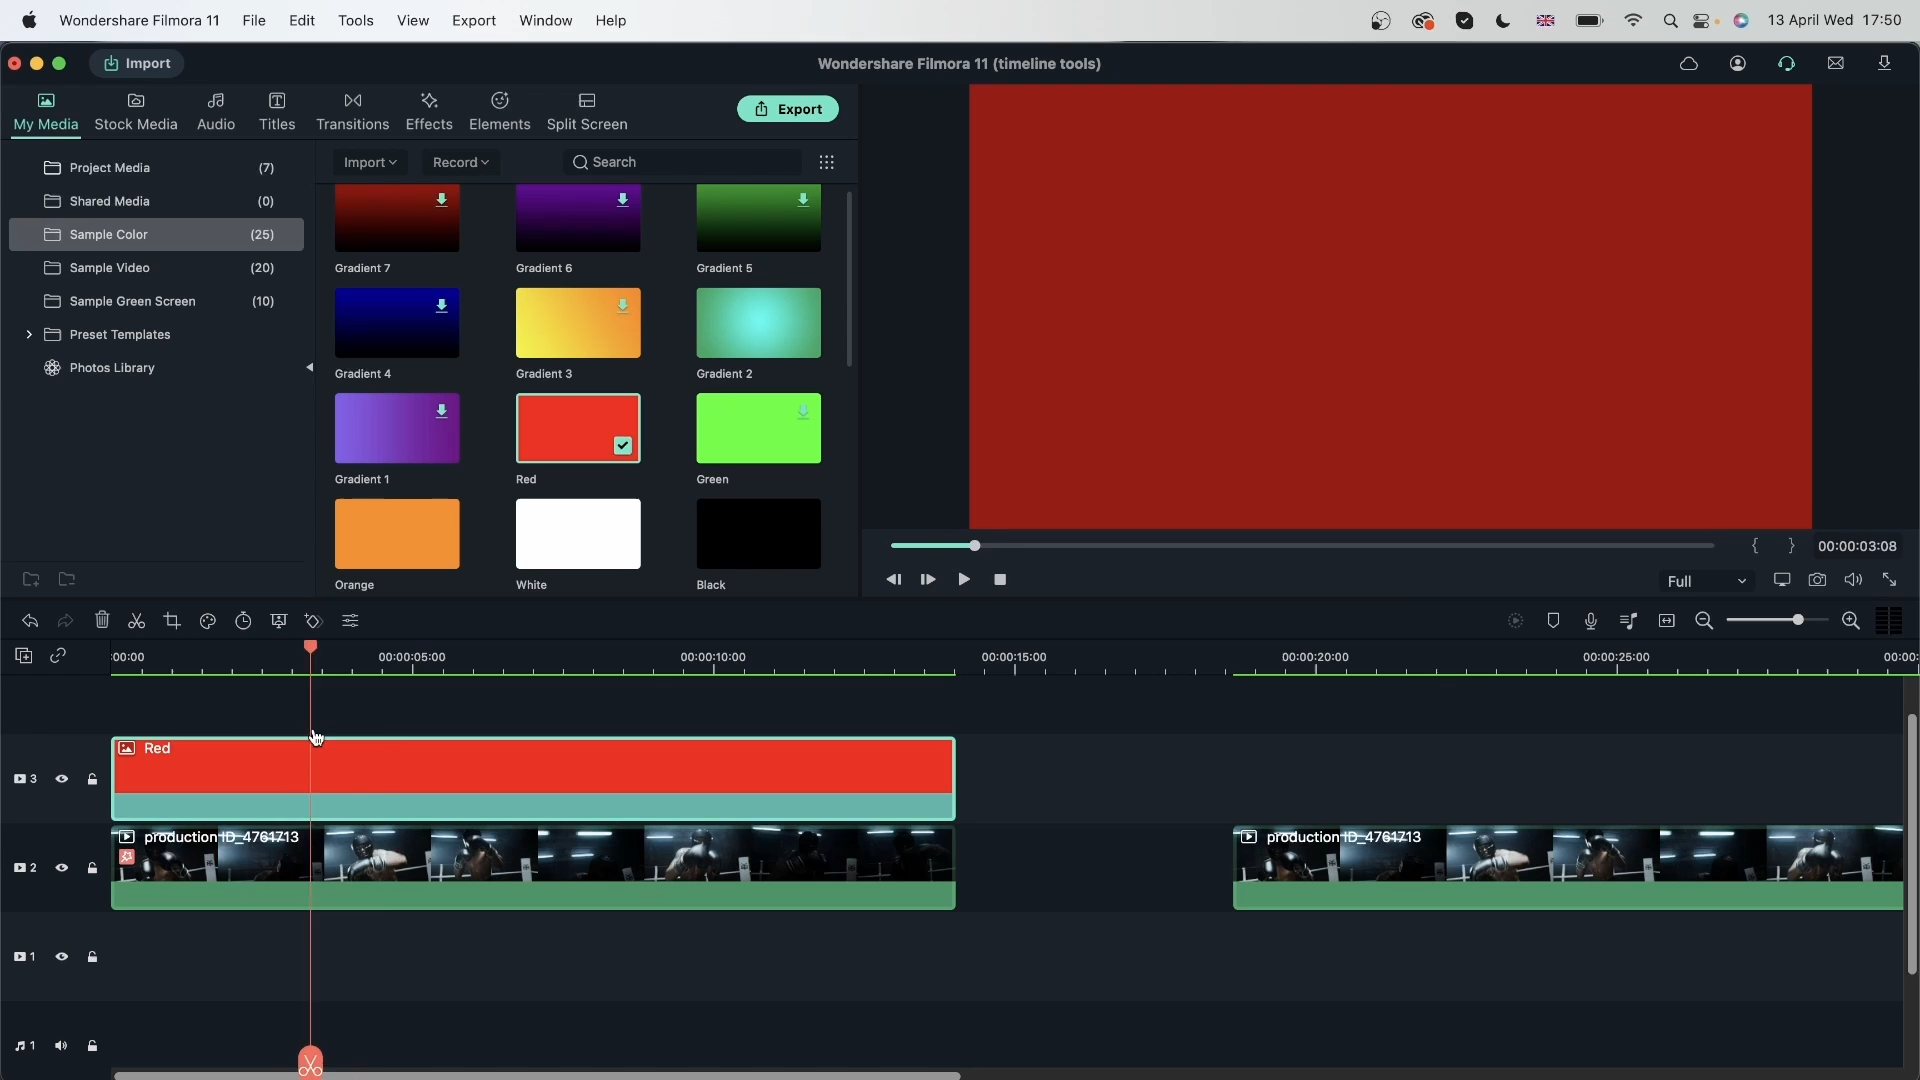 Wondershare Filmora 11 File Edit Tools View Export Window Help 13 April Wed 17:50
Import Wondershare Filmora 11 (timeline tools)
My Media Stock Media Audio Titles Transitions Effects Elements Split Screen Export
Project Media (7)
Shared Media (0)
Sample Color (25)
Sample Video (20)
Sample Green Screen (10)
Preset Templates
Photos Library
Import Record Search
Gradient 7 Gradient 6 Gradient 5
Gradient 4 Gradient 3 Gradient 2
Gradient 1 Red Green
Orange White Black
{ } 00:00:03:08
Full
:00:00 00:00:05:00 00:00:10:00 00:00:15:00 00:00:20:00 00:00:25:00 00:00:
3 Red
2 production ID_4761713 production ID_4761713
1
1